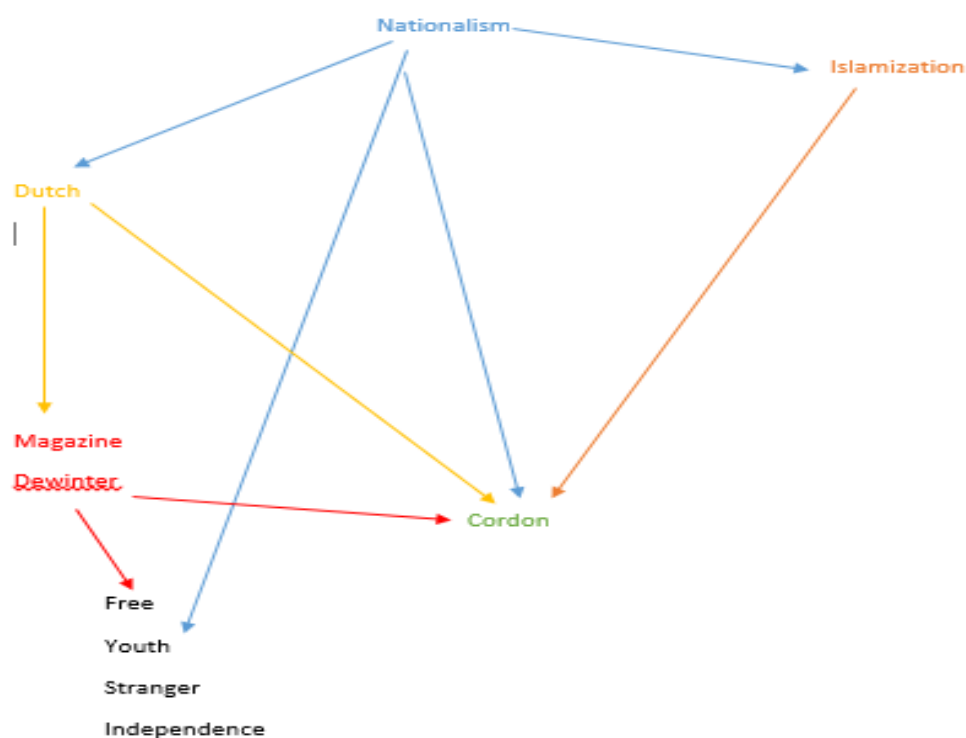 Nationalism
Islamization
Dutch
Magazine
Dewinter
Cordon
Free
Youth
Stranger
Independence